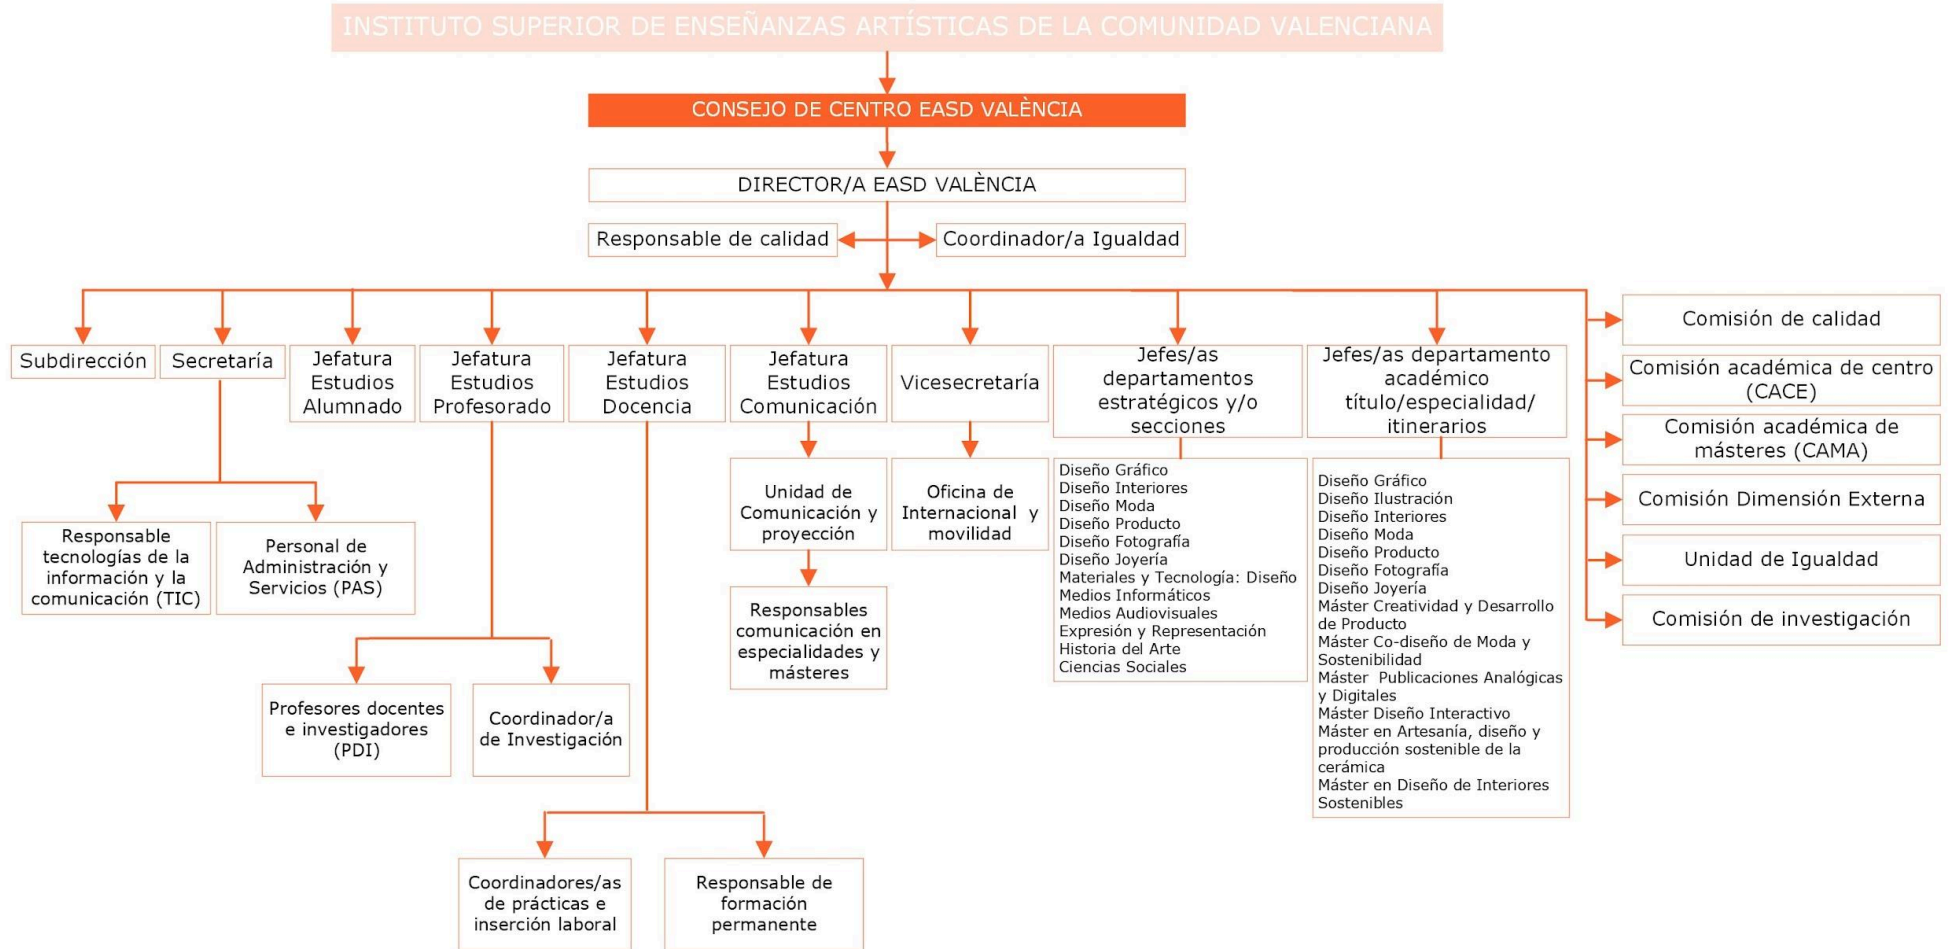 INSTITUTO SUPERIOR DE ENSEÑANZAS ARTÍSTICAS DE LA COMUNIDAD VALENCIANA
CONSEJO DE CENTRO EASD VALÈNCIA
DIRECTOR/A EASD VALÈNCIA
Responsable de calidad
Coordinador/a Igualdad
Subdirección
Secretaría
Jefatura
Estudios
Alumnado
Jefatura
Estudios
Profesorado
Jefatura
Estudios
Docencia
Jefatura
Estudios
Comunicación
Vicesecretaría
Jefes/as
departamentos
estratégicos y/o
secciones
Jefes/as departamento
académico
título/especialidad/
itinerarios
Comisión de calidad
Comisión académica de centro
(CACE)
Comisión académica de
másteres (CAMA)
Comisión Dimensión Externa
Unidad de Igualdad
Comisión de investigación
Responsable
tecnologías de la
información y la
comunicación (TIC)
Personal de
Administración y
Servicios (PAS)
Profesores docentes
e investigadores
(PDI)
Coordinador/a
de Investigación
Coordinadores/as
de prácticas e
inserción laboral
Responsable de
formación
permanente
Unidad de
Comunicación y
proyección
Responsables
comunicación en
especialidades y
másteres
Oficina de
Internacional y
movilidad
Diseño Gráfico
Diseño Interiores
Diseño Moda
Diseño Producto
Diseño Fotografía
Diseño Joyería
Materiales y Tecnología: Diseño
Medios Informáticos
Medios Audiovisuales
Expresión y Representación
Historia del Arte
Ciencias Sociales
Diseño Gráfico
Diseño Ilustración
Diseño Interiores
Diseño Moda
Diseño Producto
Diseño Fotografía
Diseño Joyería
Máster Creatividad y Desarrollo
de Producto
Máster Co-diseño de Moda y
Sostenibilidad
Máster Publicaciones Analógicas
y Digitales
Máster Diseño Interactivo
Máster en Artesanía, diseño y
producción sostenible de la
cerámica
Máster en Diseño de Interiores
Sostenibles